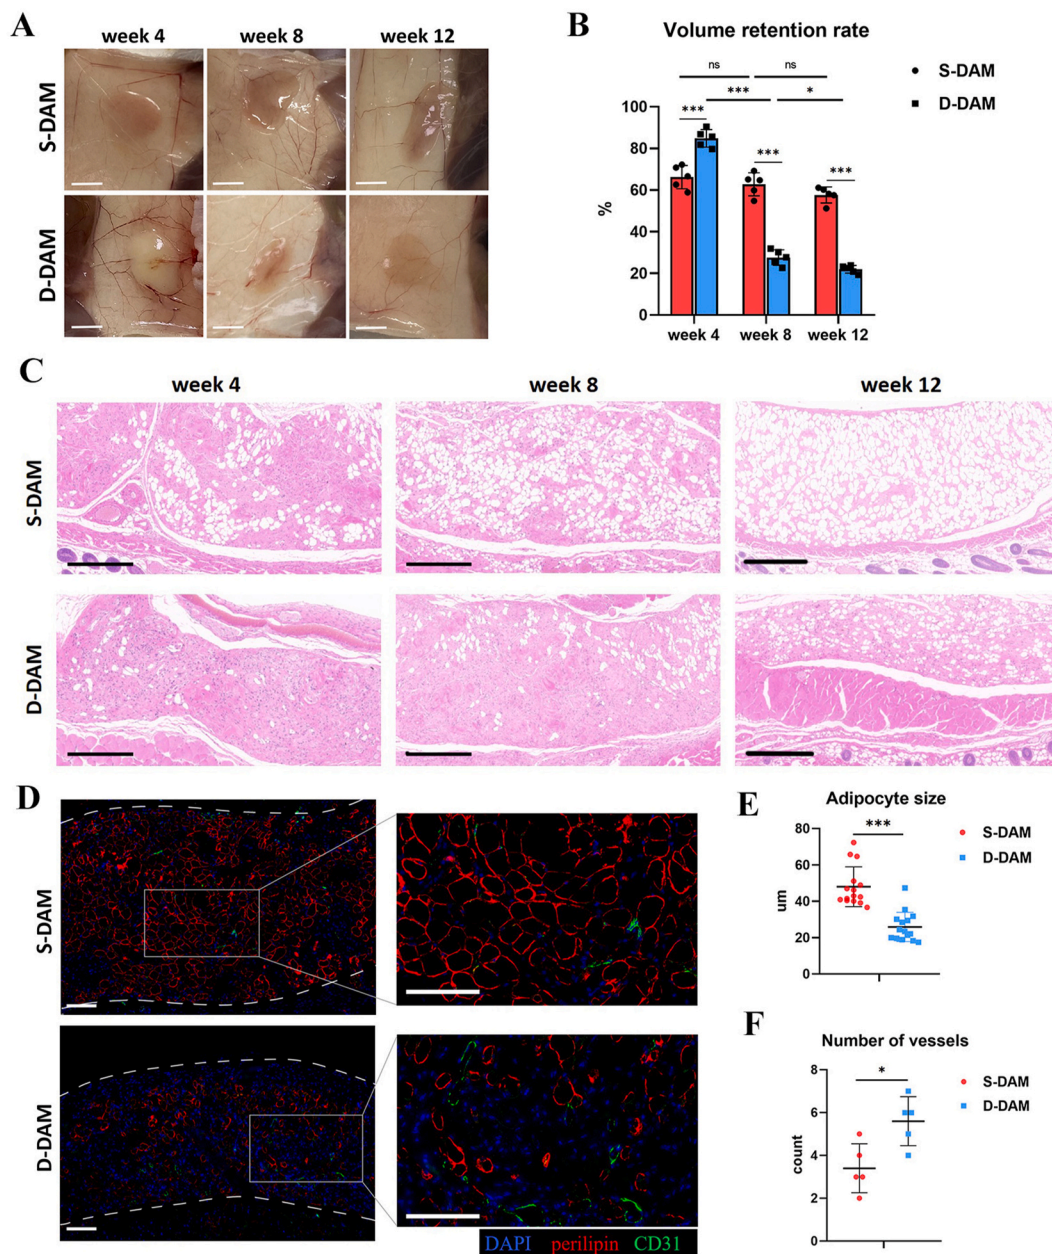 A
week 4
week 8
week 12
S-DAM
D-DAM
B
Volume retention rate
ns
ns
***
*
***
***
***
S-DAM
D-DAM
%
100
80
60
40
20
0
week 4
week 8
week 12
C
week 4
week 8
week 12
S-DAM
D-DAM
D
S-DAM
D-DAM
DAPI perilipin CD31
E
Adipocyte size
***
S-DAM
D-DAM
um
80
60
40
20
0
F
Number of vessels
*
S-DAM
D-DAM
count
8
6
4
2
0